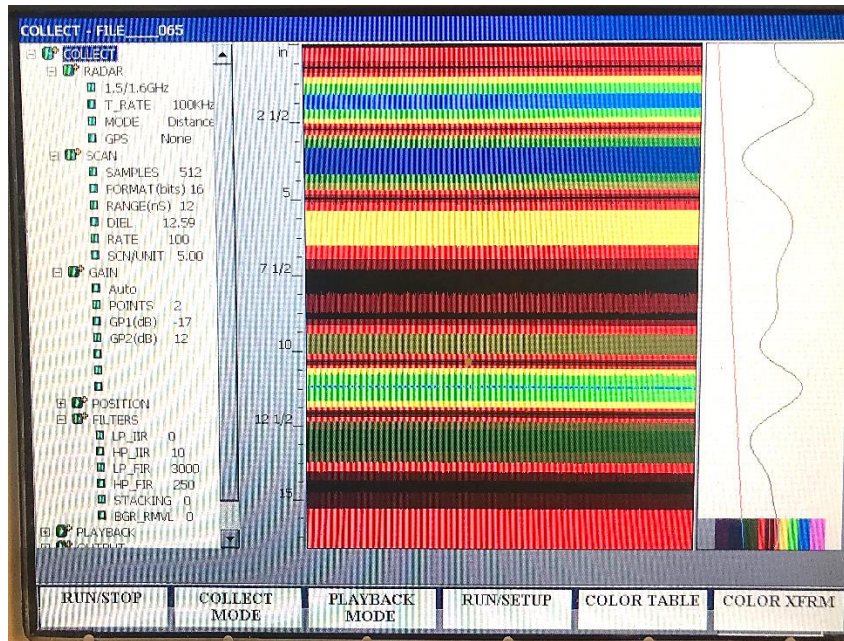 COLLECT - FILE____065
COLLECT
RADAR
1.5/1.6GHz
T_RATE 100KHz
MODE Distance
GPS None
SCAN
SAMPLES 512
FORMAT(bits) 16
RANGE(nS) 12
DIEL 12.59
RATE 100
SCN/UNIT 5.00
GAIN
Auto
POINTS 2
GP1(dB) -17
GP2(dB) 12
POSITION
FILTERS
LP_IIR 0
HP_IIR 10
LP_FIR 3000
HP_FIR 250
STACKING 0
BGR_RMVL 0
PLAYBACK
OUTPUT
in
2 1/2
5
7 1/2
10
12 1/2
15
RUN/STOP
COLLECT
MODE
PLAYBACK
MODE
RUN/SETUP
COLOR TABLE
COLOR XFRM